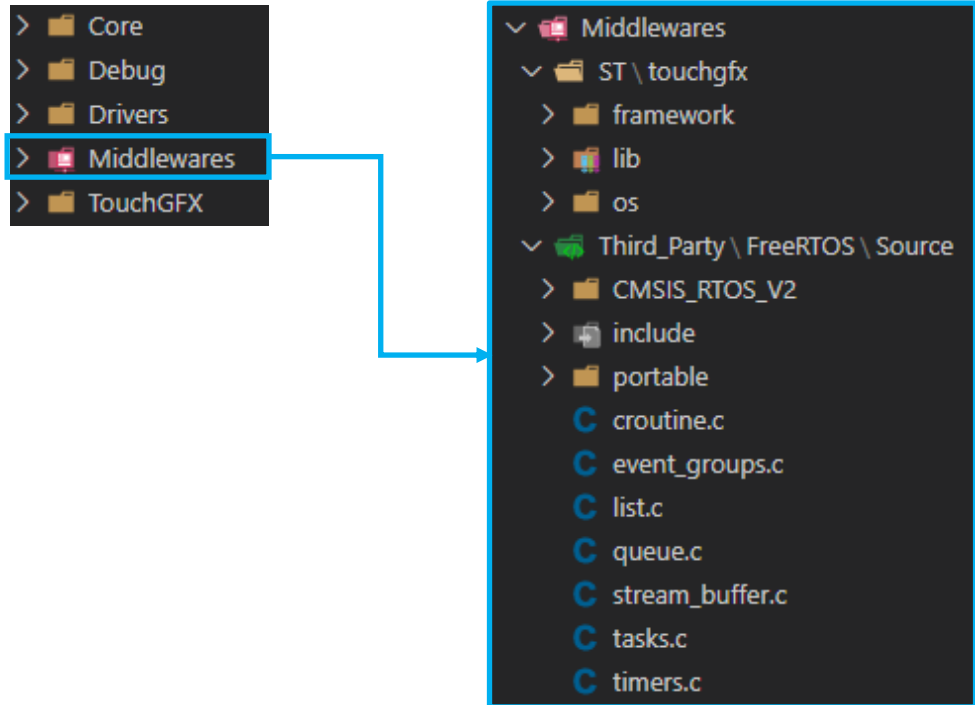 Core
Debug
Drivers
Middlewares
TouchGFX
Middlewares
ST \ touchgfx
framework
lib
os
Third_Party \ FreeRTOS \ Source
CMSIS_RTOS_V2
include
portable
C croutine.c
C event_groups.c
C list.c
C queue.c
C stream_buffer.c
C tasks.c
C timers.c